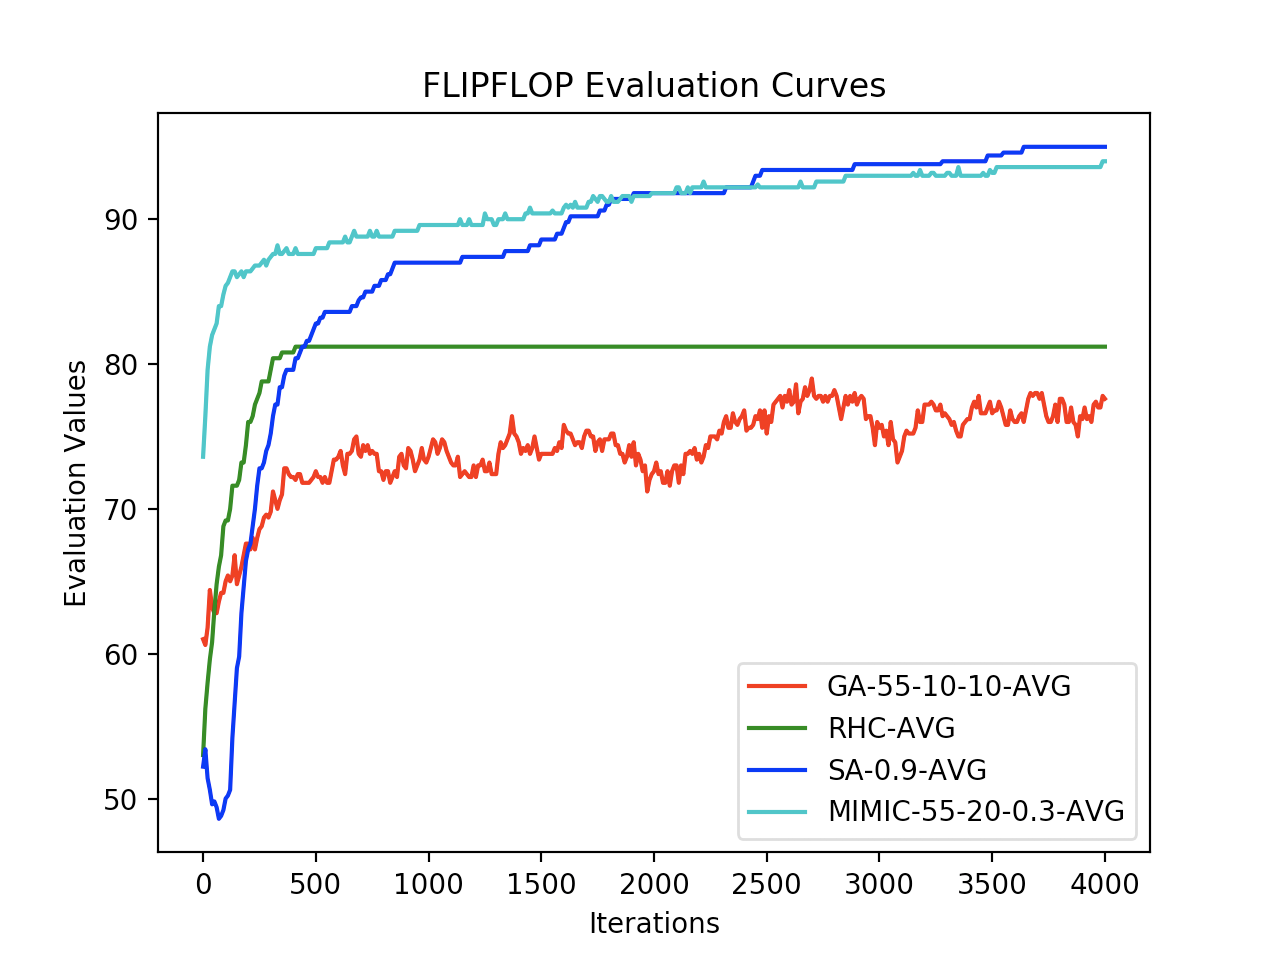 FLIPFLOP Evaluation Curves
Evaluation Values
90
80
70
60
50
GA-55-10-10-AVG
RHC-AVG
SA-0.9-AVG
MIMIC-55-20-0.3-AVG
0 500 1000 1500 2000 2500 3000 3500 4000
Iterations